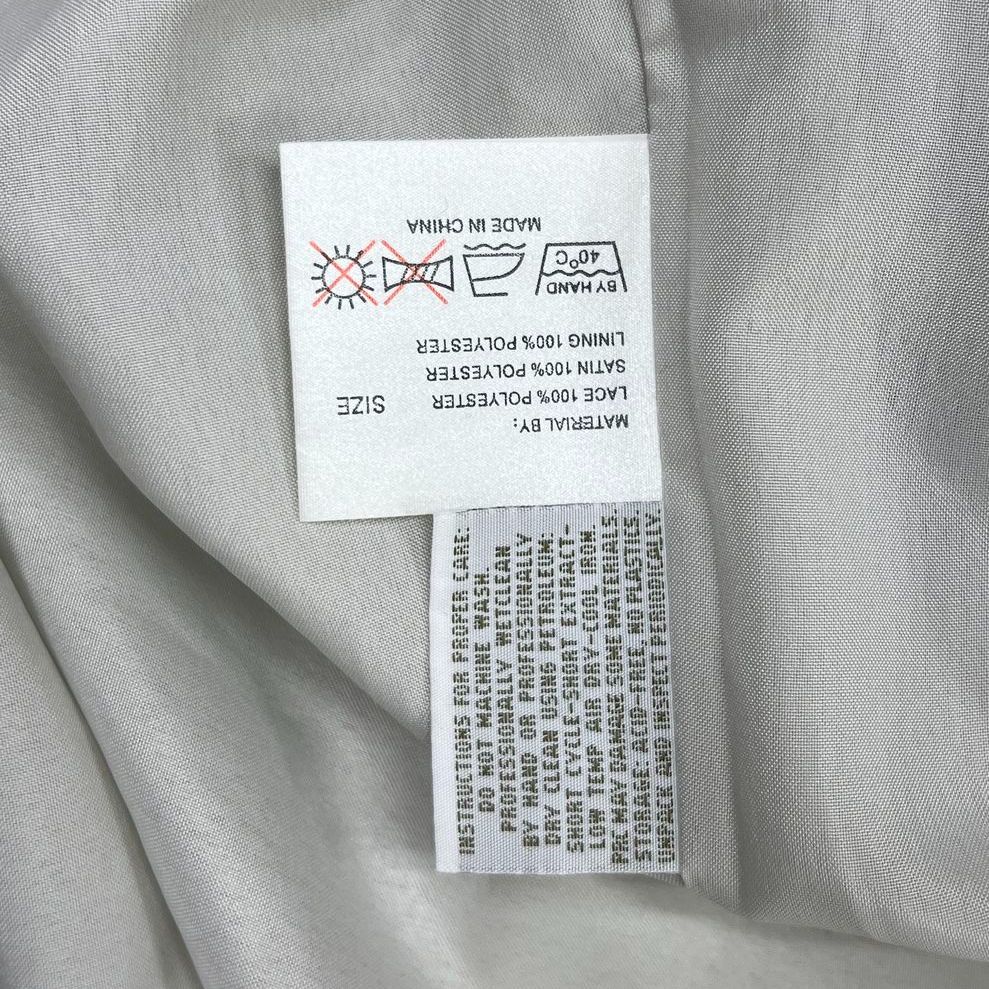 MATERIAL BY:
LACE 100% POLYESTER
SATIN 100% POLYESTER
LINING 100% POLYESTER
SIZE
BY HAND
40°C
MADE IN CHINA
INSTRUCTIONS FOR PROPER CARE:
DO NOT MACHINE WASH
PROFESSIONALLY WETCLEAN
BY HAND OR PROFESSIONALLY
DRY CLEAN USING PETROLEUM.
SHORT CYCLE-SHORT EXTRACT-
LOW TEMP AIR DRY-COOL IRON
PRC MAY DAMAGE SOME MATERIALS.
STORAGE ACID FREE, NO PLASTICS.
UNPACK AND INSPECT PERIODICALLY